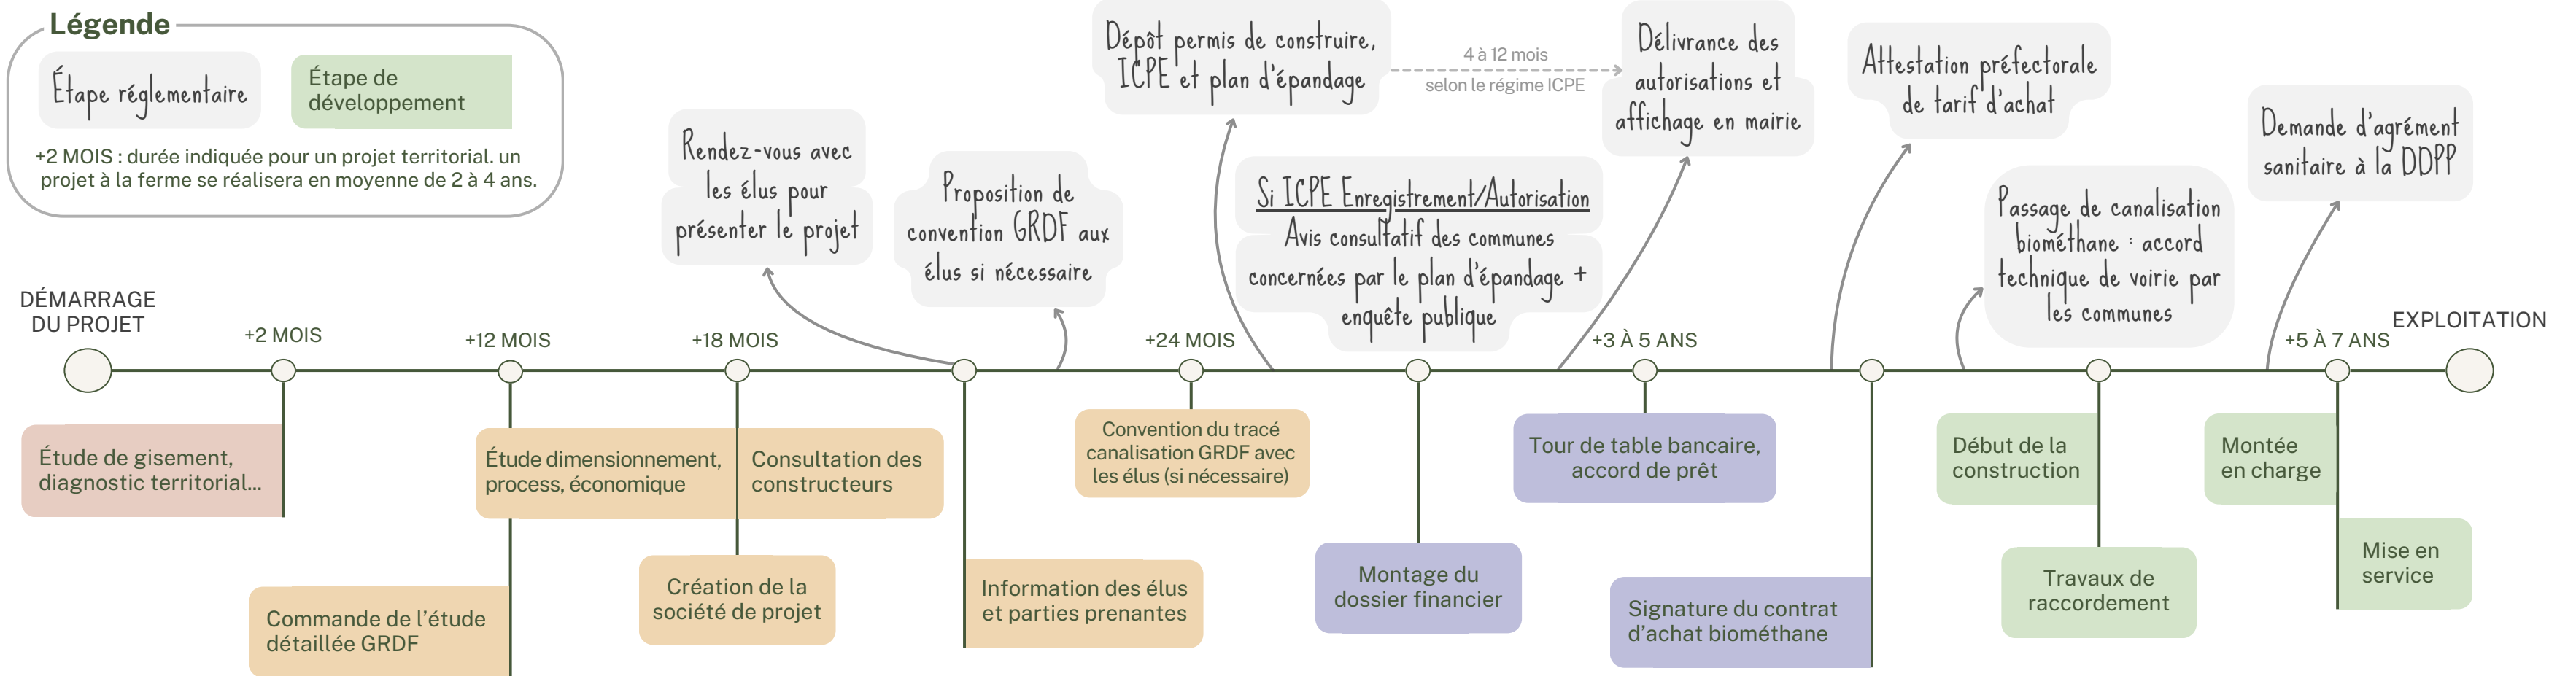 Légende
Étape réglementaire
Étape de
développement
+2 MOIS : durée indiquée pour un projet territorial. un
projet à la ferme se réalisera en moyenne de 2 à 4 ans.
Rendez-vous avec
les élus pour
présenter le projet
Proposition de
convention GRDF aux
élus si nécessaire
Dépôt permis de construire,
ICPE et plan d'épandage
4 à 12 mois
selon le régime ICPE
Délivrance des
autorisations et
affichage en mairie
Si ICPE Enregistrement/Autorisation
Avis consultatif des communes
concernées par le plan d'épandage +
enquête publique
Attestation préfectorale
de tarif d'achat
Passage de canalisation
biométhane : accord
technique de voirie par
les communes
Demande d'agrément
sanitaire à la DDPP
DÉMARRAGE
DU PROJET
+2 MOIS
+12 MOIS
+18 MOIS
+24 MOIS
+3 À 5 ANS
+5 À 7 ANS
EXPLOITATION
Étude de gisement,
diagnostic territorial...
Commande de l'étude
détaillée GRDF
Étude dimensionnement,
process, économique
Consultation des
constructeurs
Création de la
société de projet
Information des élus
et parties prenantes
Convention du tracé
canalisation GRDF avec
les élus (si nécessaire)
Montage du
dossier financier
Tour de table bancaire,
accord de prêt
Signature du contrat
d'achat biométhane
Début de la
construction
Travaux de
raccordement
Montée
en charge
Mise en
service